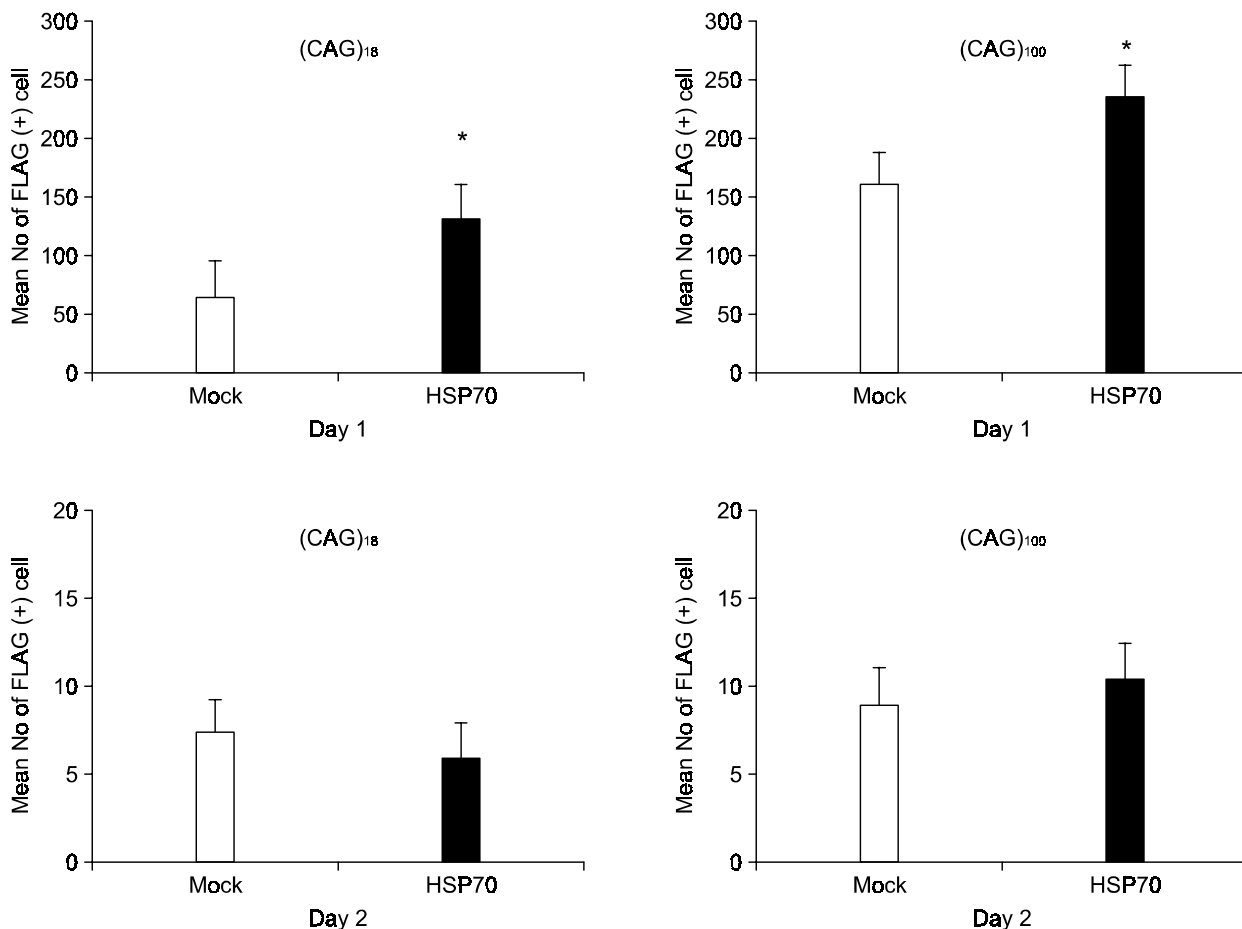 Mean No of FLAG (+) cell
300
250
200
150
100
50
0
(CAG)₁₈
*
Mock
HSP70
Day 1
Mean No of FLAG (+) cell
300
250
200
150
100
50
0
(CAG)₁₀₀
*
Mock
HSP70
Day 1
Mean No of FLAG (+) cell
20
15
10
5
0
(CAG)₁₈
Mock
HSP70
Day 2
Mean No of FLAG (+) cell
20
15
10
5
0
(CAG)₁₀₀
Mock
HSP70
Day 2